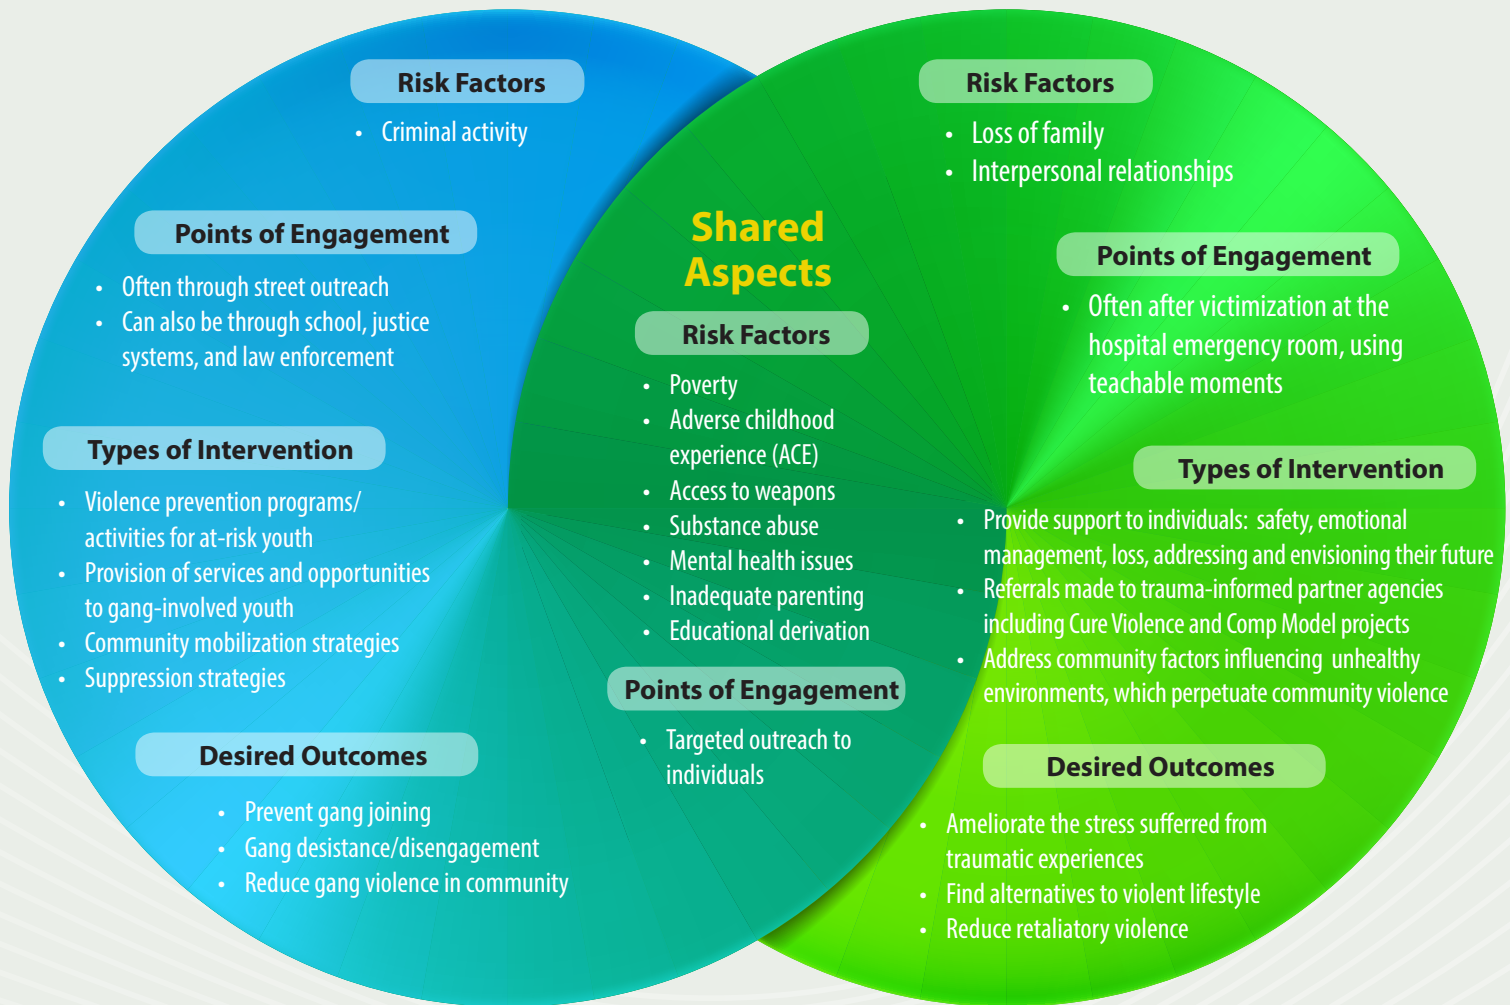 Risk Factors
• Criminal activity
Points of Engagement
• Often through street outreach
• Can also be through school, justice
systems, and law enforcement
Types of Intervention
• Violence prevention programs/
activities for at-risk youth
• Provision of services and opportunities
to gang-involved youth
• Community mobilization strategies
• Suppression strategies
Desired Outcomes
• Prevent gang joining
• Gang desistance/disengagement
• Reduce gang violence in community
Shared
Aspects
Risk Factors
• Poverty
• Adverse childhood
experience (ACE)
• Access to weapons
• Substance abuse
• Mental health issues
• Inadequate parenting
• Educational derivation
Points of Engagement
• Targeted outreach to
individuals
Risk Factors
• Loss of family
• Interpersonal relationships
Points of Engagement
• Often after victimization at the
hospital emergency room, using
teachable moments
Types of Intervention
• Provide support to individuals: safety, emotional
management, loss, addressing and envisioning their future
• Referrals made to trauma-informed partner agencies
including Cure Violence and Comp Model projects
• Address community factors influencing unhealthy
environments, which perpetuate community violence
Desired Outcomes
• Ameliorate the stress sufferred from
traumatic experiences
• Find alternatives to violent lifestyle
• Reduce retaliatory violence